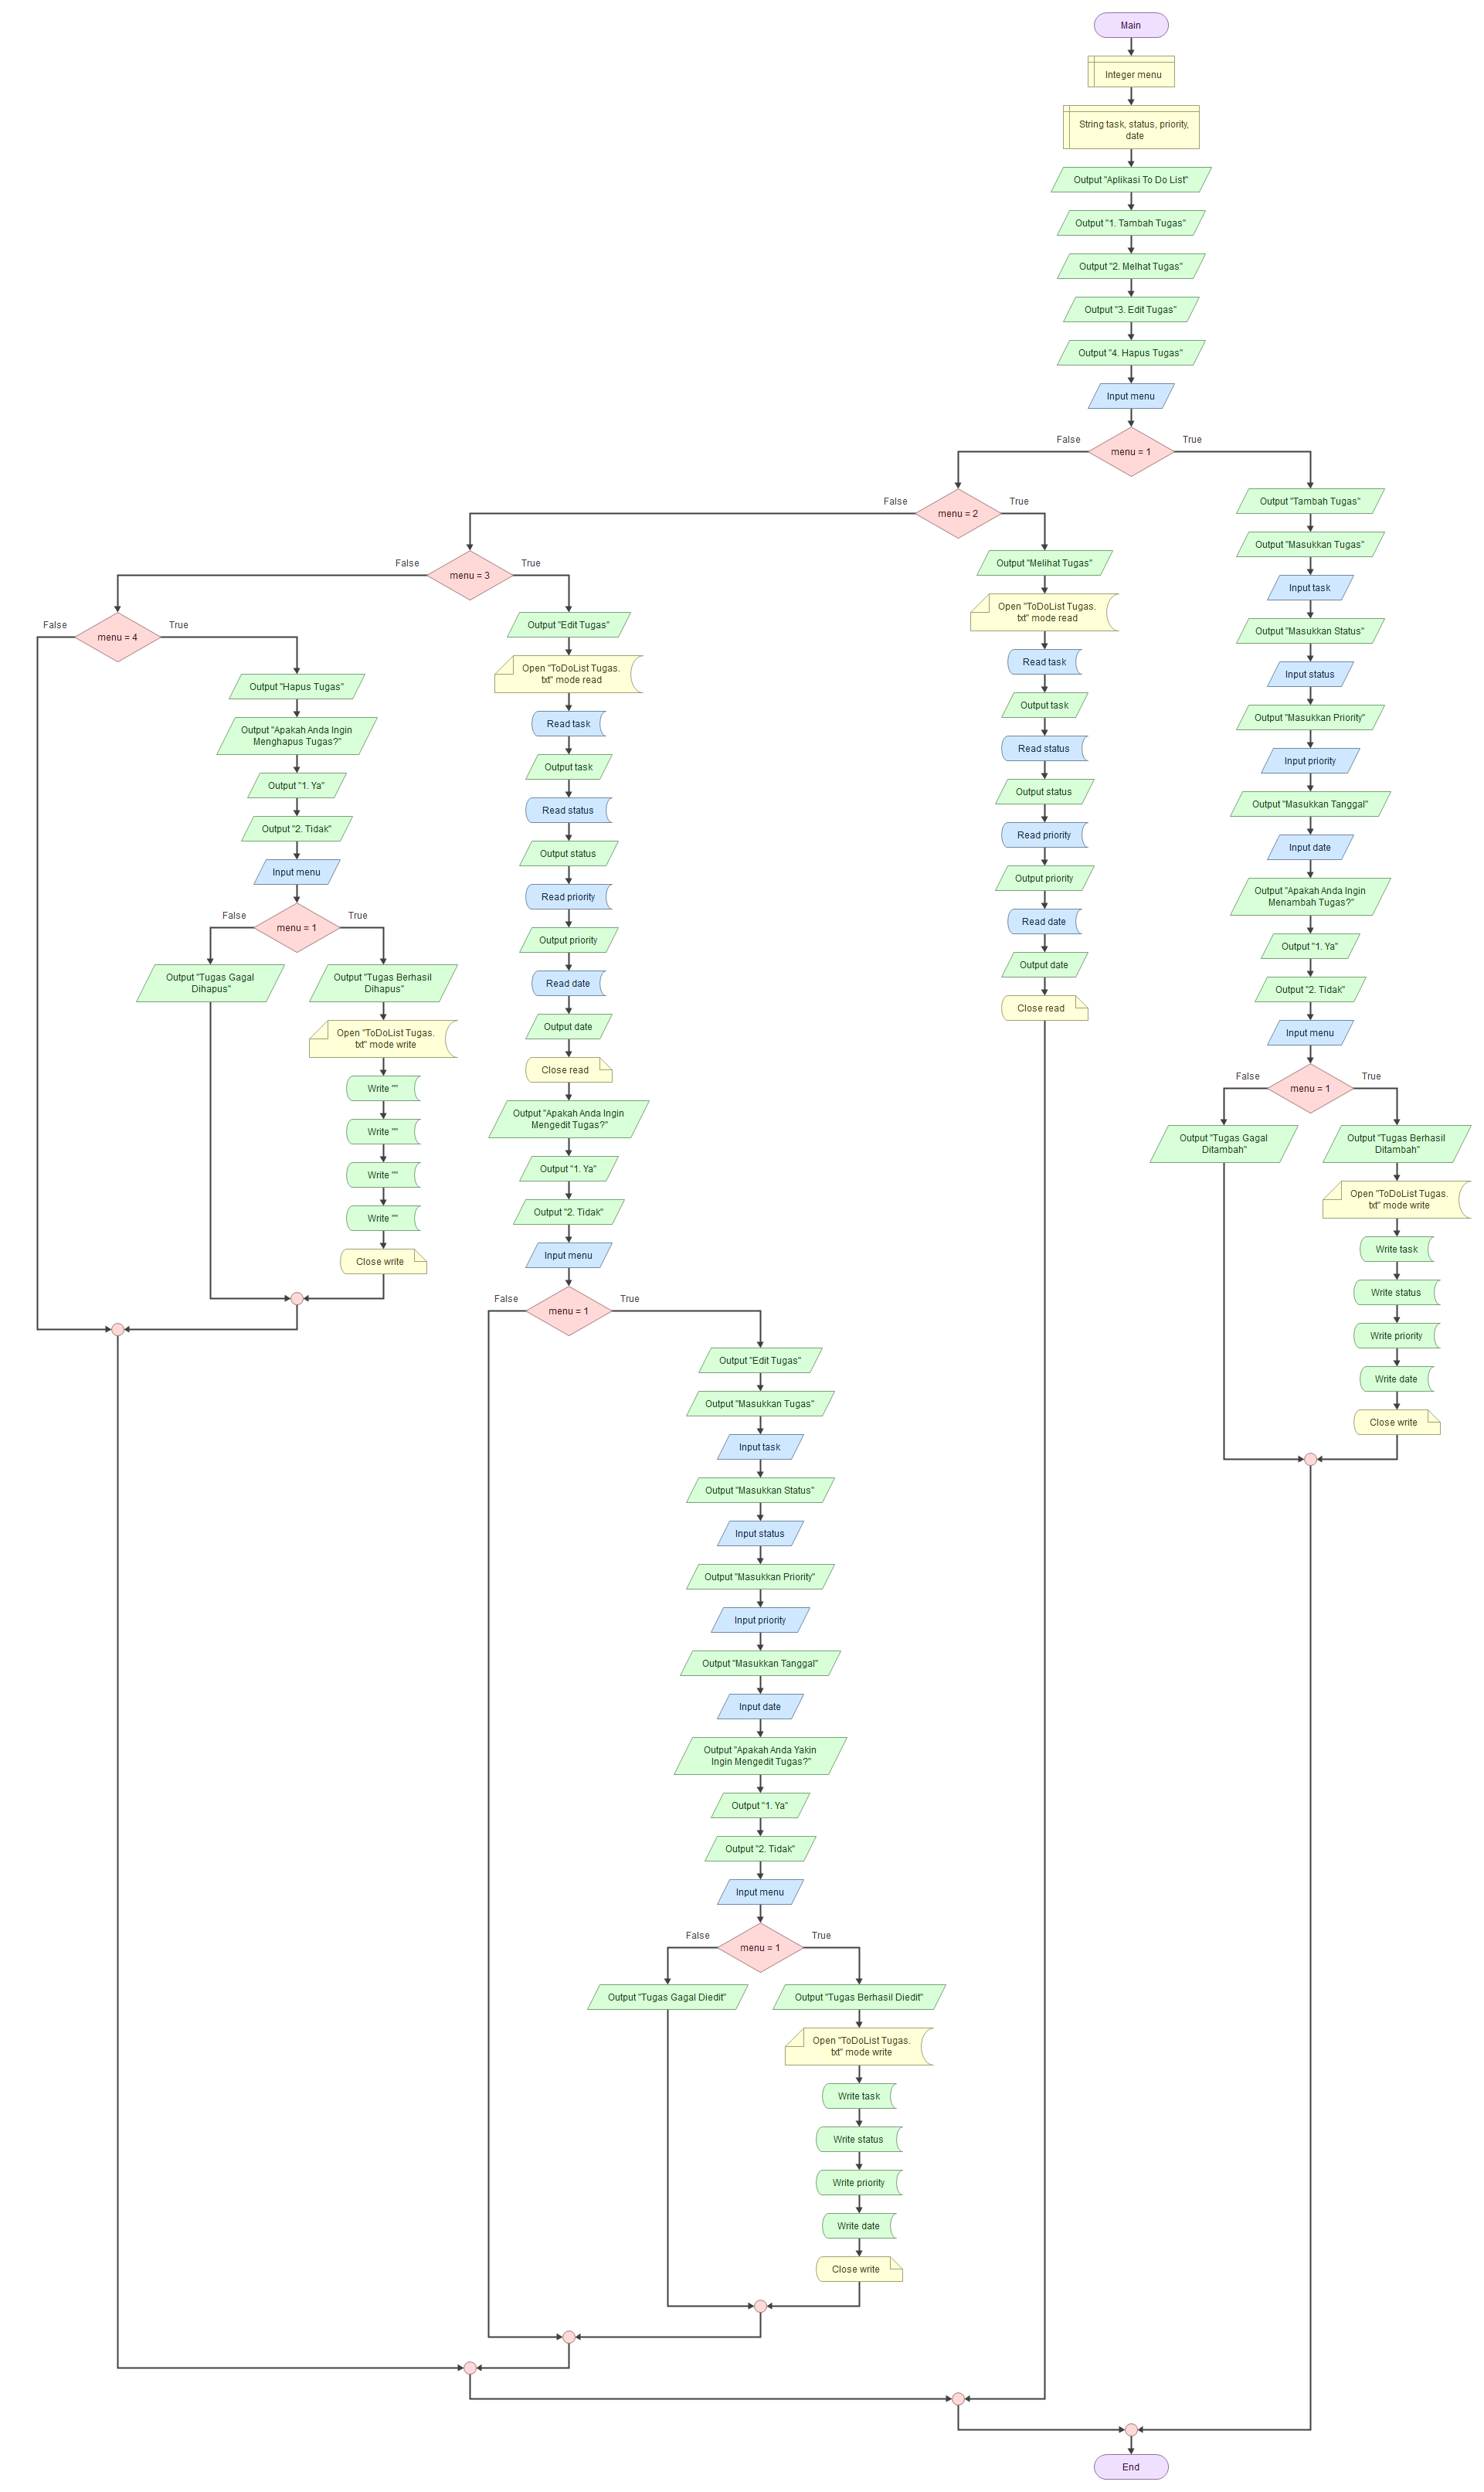 Main
Integer menu
String task, status, priority,
date
Output "Aplikasi To Do List"
Output "1. Tambah Tugas"
Output "2. Melhat Tugas"
Output "3. Edit Tugas"
Output "4. Hapus Tugas"
Input menu
menu = 1
False
True
Output "Tambah Tugas"
Output "Masukkan Tugas"
Input task
Output "Masukkan Status"
Input status
Output "Masukkan Priority"
Input priority
Output "Masukkan Tanggal"
Input date
Output "Apakah Anda Ingin
Menambah Tugas?"
Output "1. Ya"
Output "2. Tidak"
Input menu
menu = 1
False
True
Output "Tugas Gagal
Ditambah"
Output "Tugas Berhasil
Ditambah"
Open "ToDoList Tugas.
txt" mode write
Write task
Write status
Write priority
Write date
Close write
menu = 2
False
True
Output "Melihat Tugas"
Open "ToDoList Tugas.
txt" mode read
Read task
Output task
Read status
Output status
Read priority
Output priority
Read date
Output date
Close read
menu = 3
False
True
Output "Edit Tugas"
Open "ToDoList Tugas.
txt" mode read
Read task
Output task
Read status
Output status
Read priority
Output priority
Read date
Output date
Close read
Output "Apakah Anda Ingin
Mengedit Tugas?"
Output "1. Ya"
Output "2. Tidak"
Input menu
menu = 1
False
True
Output "Edit Tugas"
Output "Masukkan Tugas"
Input task
Output "Masukkan Status"
Input status
Output "Masukkan Priority"
Input priority
Output "Masukkan Tanggal"
Input date
Output "Apakah Anda Yakin
Ingin Mengedit Tugas?"
Output "1. Ya"
Output "2. Tidak"
Input menu
menu = 1
False
True
Output "Tugas Gagal Diedit"
Output "Tugas Berhasil Diedit"
Open "ToDoList Tugas.
txt" mode write
Write task
Write status
Write priority
Write date
Close write
menu = 4
False
True
Output "Hapus Tugas"
Output "Apakah Anda Ingin
Menghapus Tugas?"
Output "1. Ya"
Output "2. Tidak"
Input menu
menu = 1
False
True
Output "Tugas Gagal
Dihapus"
Output "Tugas Berhasil
Dihapus"
Open "ToDoList Tugas.
txt" mode write
Write ""
Write ""
Write ""
Write ""
Close write
End